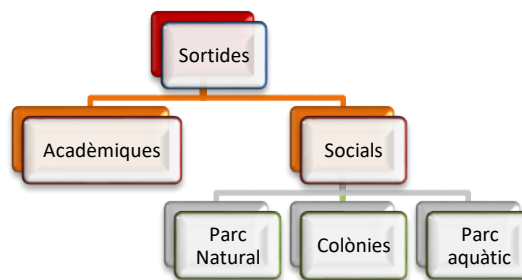 Sortides
Acadèmiques
Socials
Parc
Natural
Colònies
Parc
aquàtic